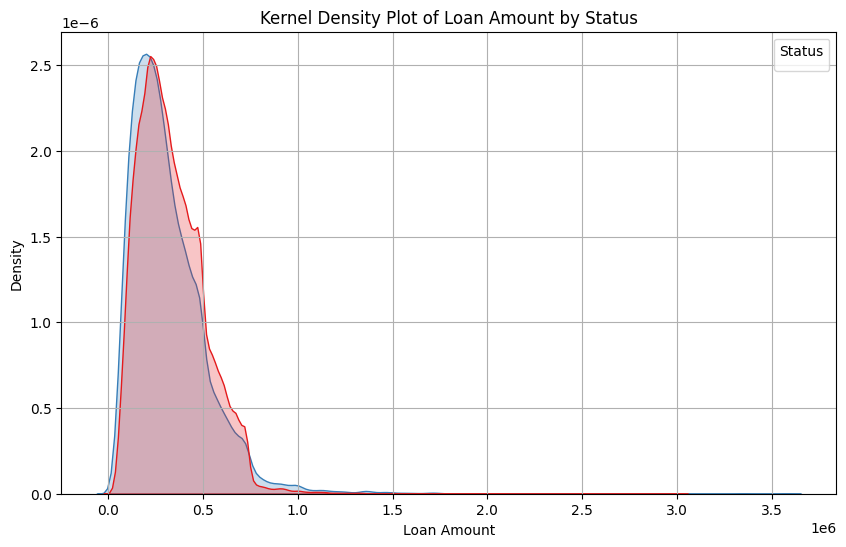 Kernel Density Plot of Loan Amount by Status
1e−6
Status
2.5
2.0
1.5
1.0
0.5
0.0
Density
0.0 0.5 1.0 1.5 2.0 2.5 3.0 3.5
Loan Amount
1e6